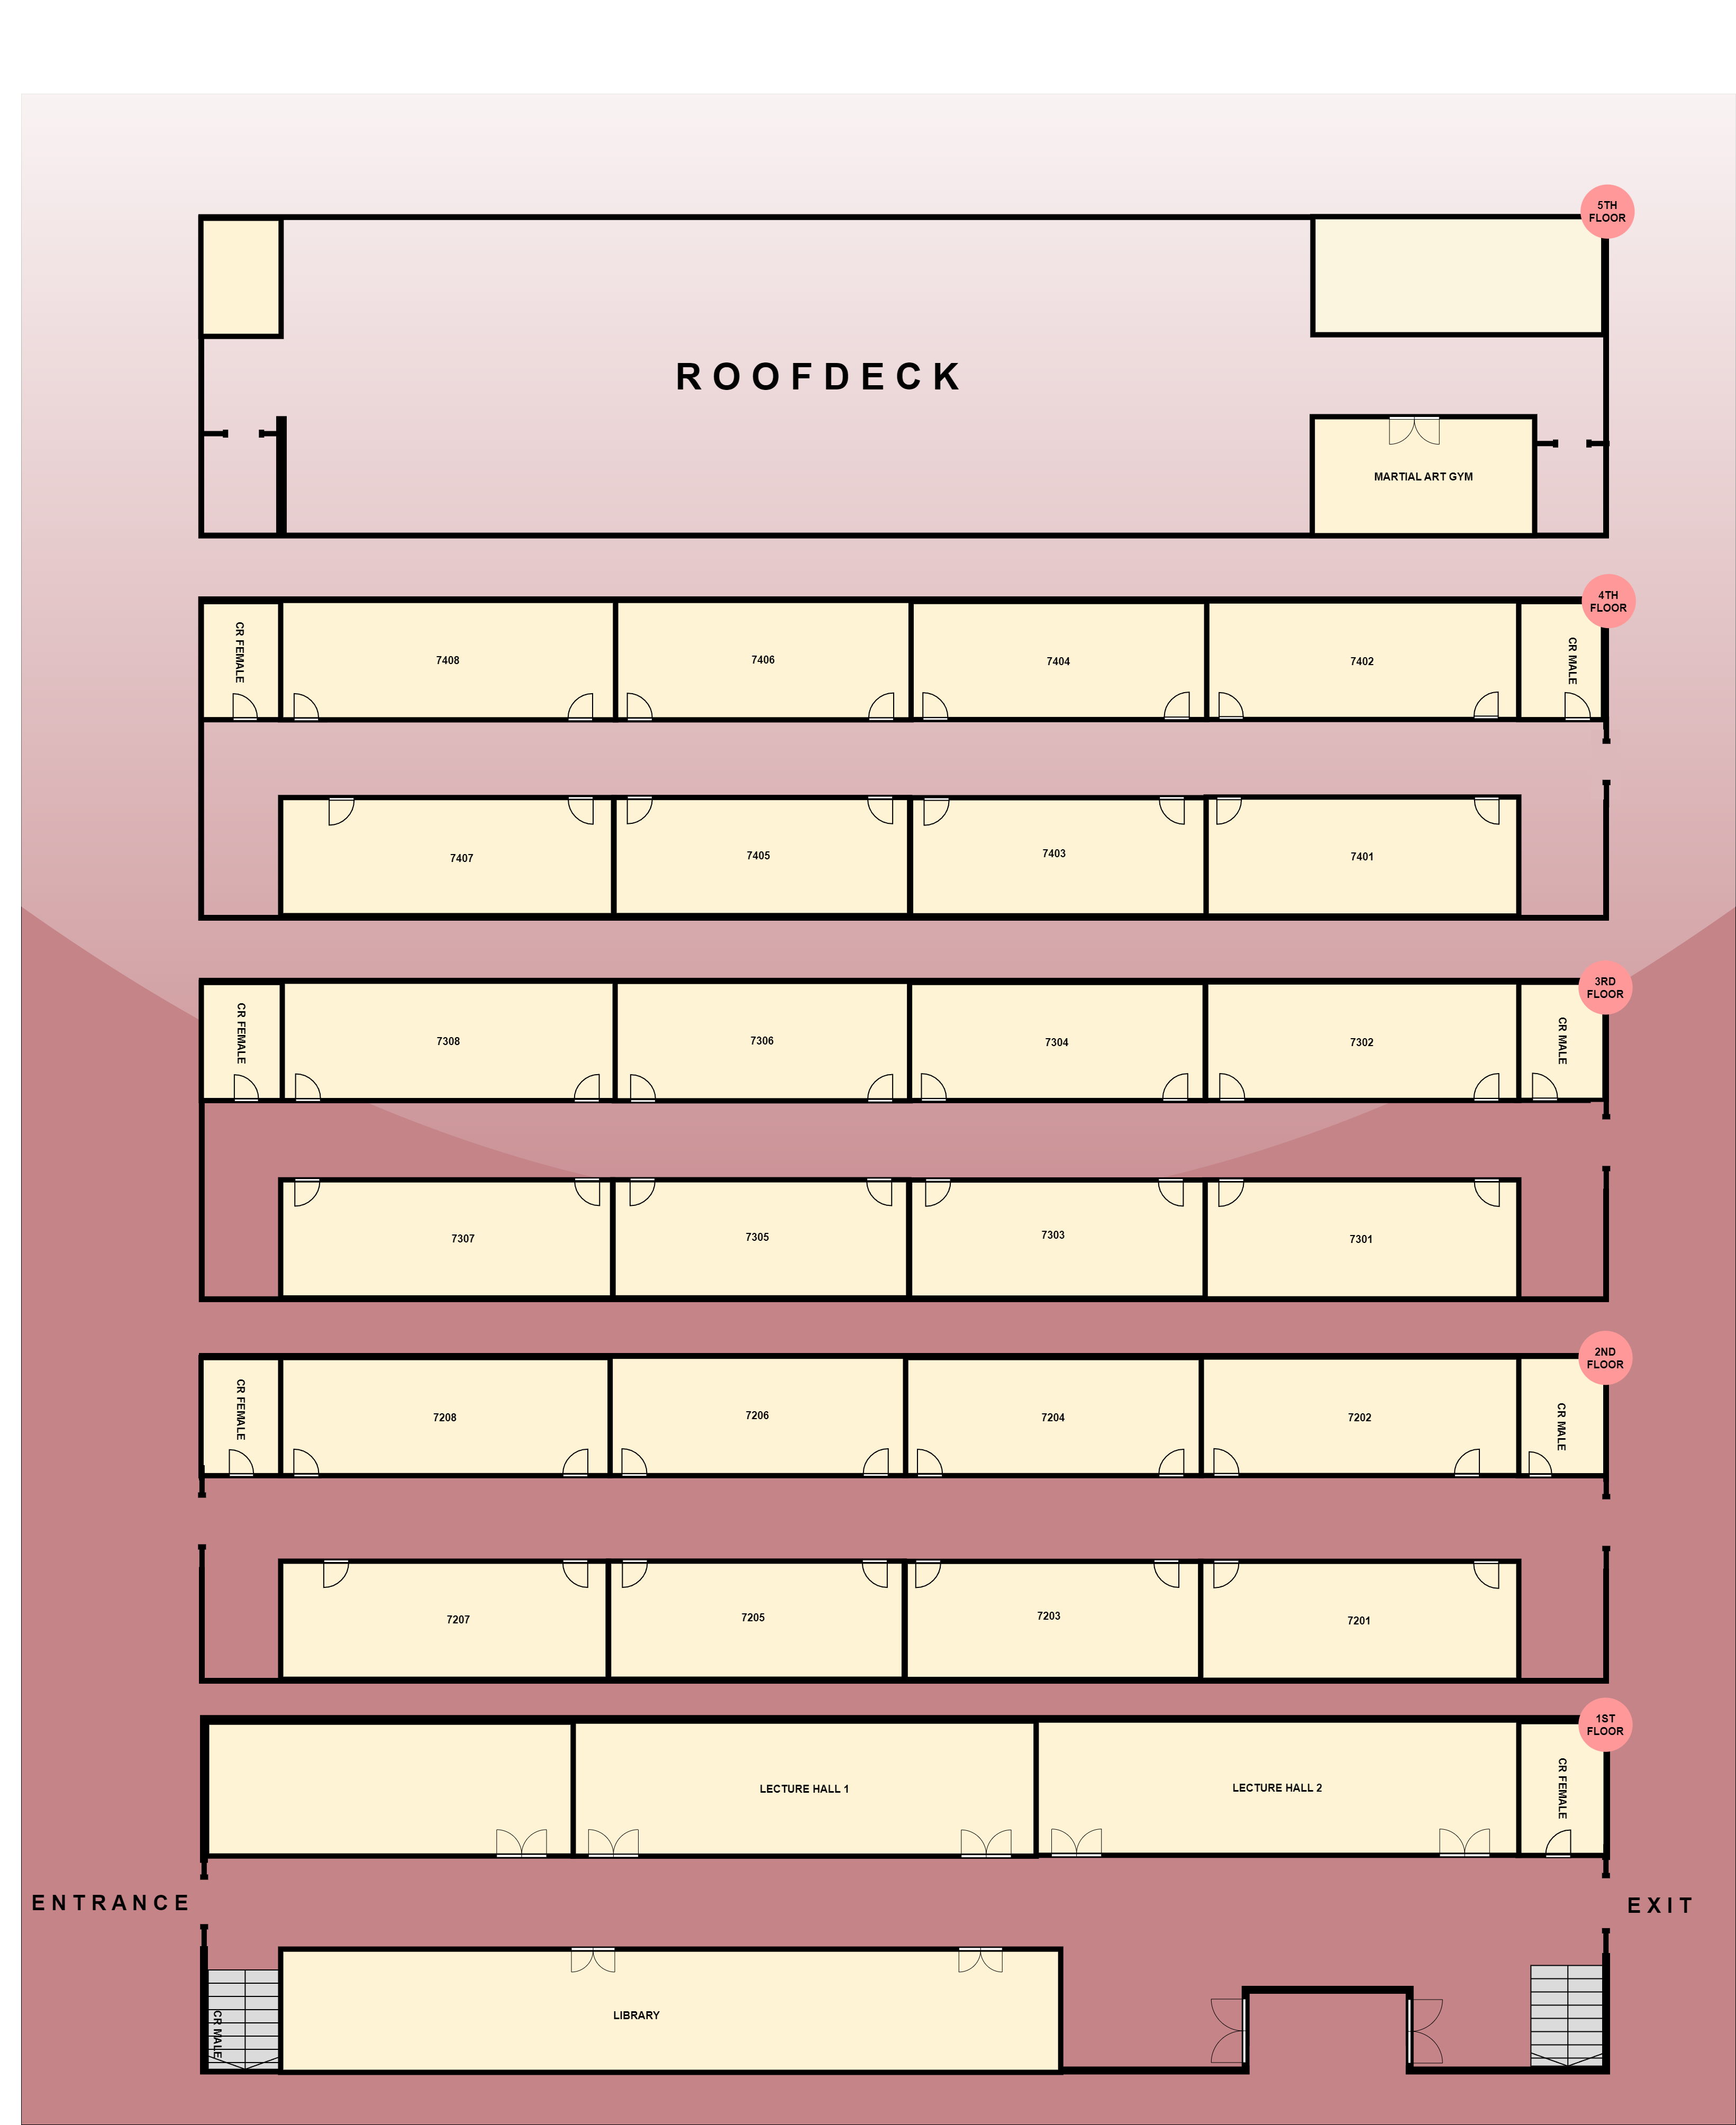 5TH
FLOOR
ROOFDECK
MARTIAL ART GYM
4TH
FLOOR
CR FEMALE
7408
7406
7404
7402
CR MALE
7407
7405
7403
7401
3RD
FLOOR
CR FEMALE
7308
7306
7304
7302
CR MALE
7307
7305
7303
7301
2ND
FLOOR
CR FEMALE
7208
7206
7204
7202
CR MALE
7207
7205
7203
7201
1ST
FLOOR
LECTURE HALL 1
LECTURE HALL 2
CR FEMALE
ENTRANCE
EXIT
CR MALE
LIBRARY